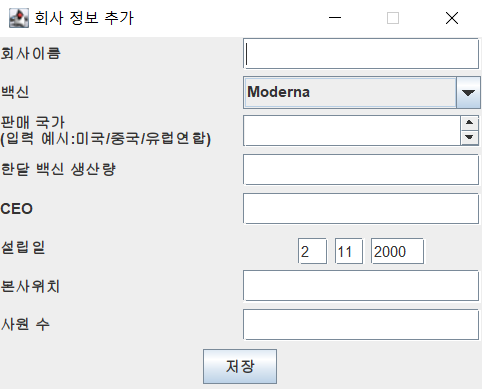 회사 정보 추가
회사이름
백신 Moderna
판매 국가
(입력 예시:미국/중국/유럽연합)
한달 백신 생산량
CEO
설립일 2 11 2000
본사위치
사원 수
저장